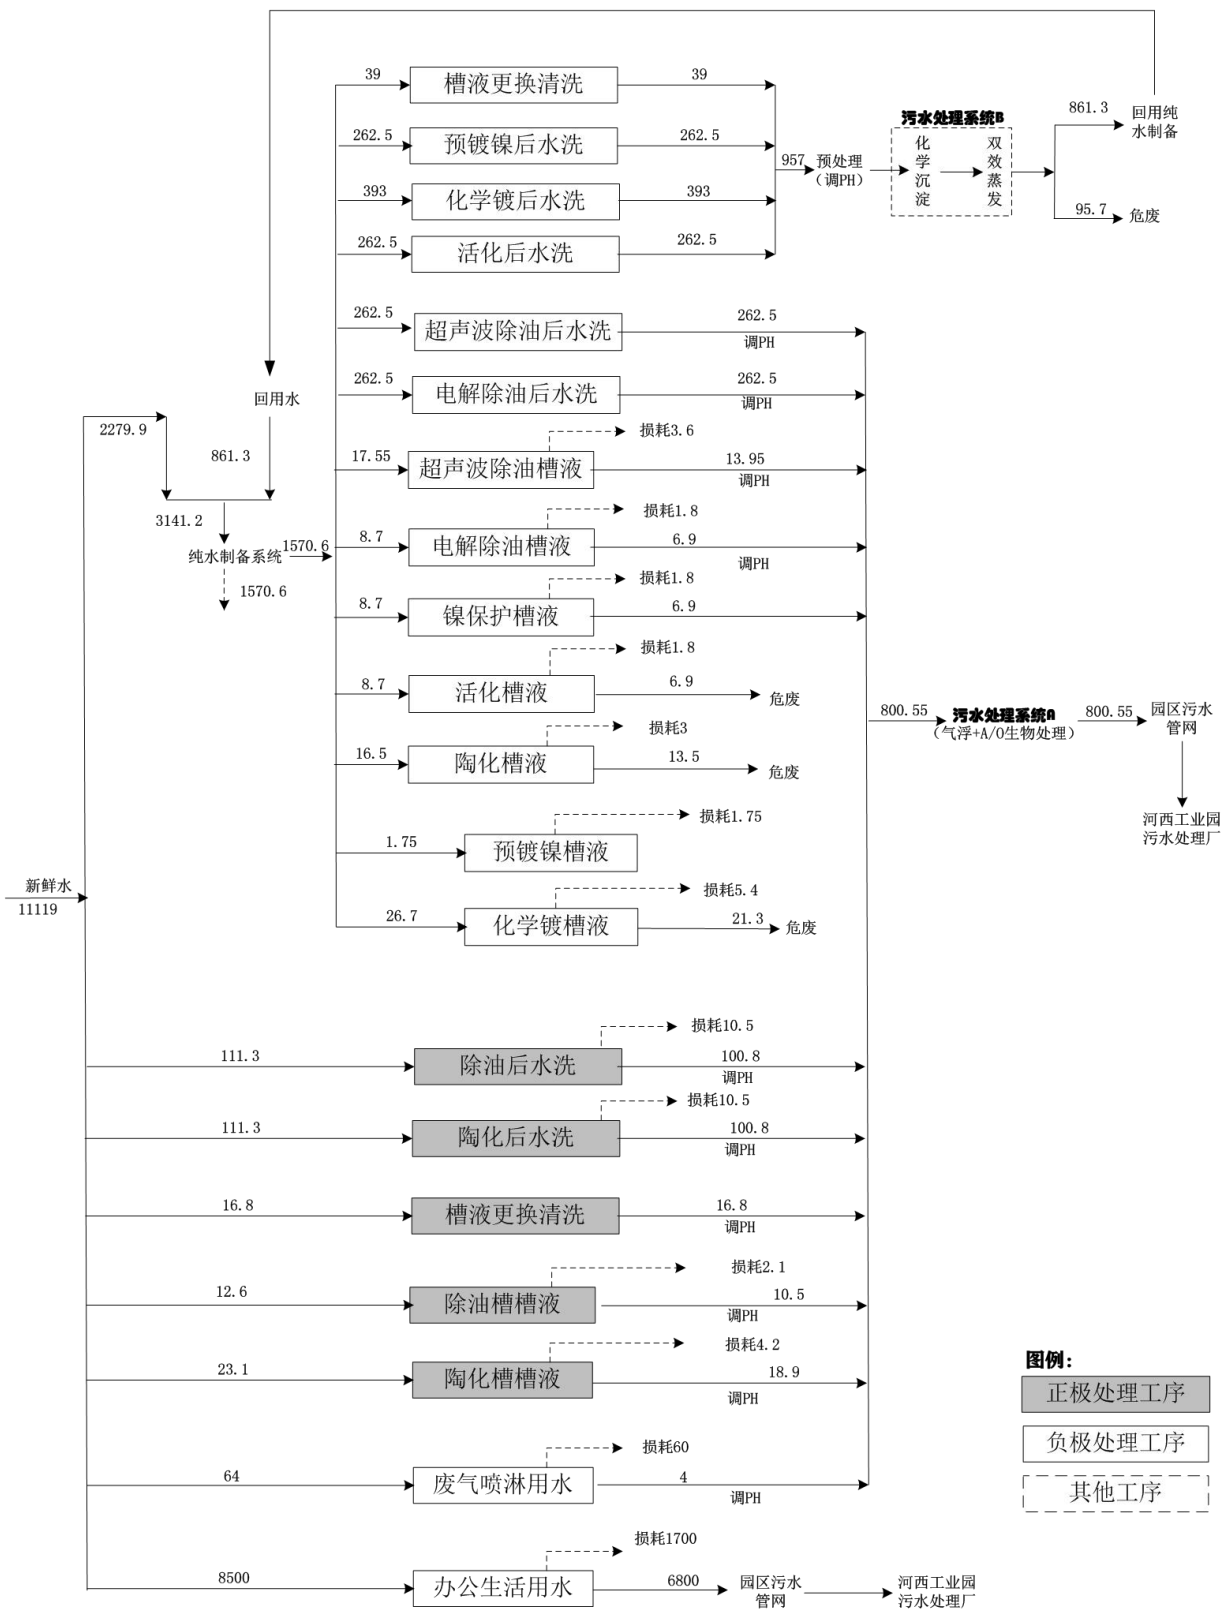 39
槽液更换清洗
39
262.5
预镀镍后水洗
262.5
393
化学镀后水洗
393
262.5
活化后水洗
262.5
957
预处理
（调PH）
污水处理系统B
化学沉淀
双效蒸发
861.3
回用纯
水制备
95.7
危废
262.5
超声波除油后水洗
262.5
调PH
262.5
电解除油后水洗
262.5
调PH
回用水
2279.9
861.3
3141.2
纯水制备系统
1570.6
1570.6
17.55
超声波除油槽液
损耗3.6
13.95
调PH
8.7
电解除油槽液
损耗1.8
6.9
调PH
8.7
镍保护槽液
损耗1.8
6.9
8.7
活化槽液
损耗1.8
6.9
危废
16.5
陶化槽液
损耗3
13.5
危废
1.75
预镀镍槽液
损耗1.75
26.7
化学镀槽液
损耗5.4
21.3
危废
800.55
污水处理系统A
（气浮+A/O生物处理）
800.55
园区污水
管网
河西工业园
污水处理厂
新鲜水
11119
111.3
除油后水洗
损耗10.5
100.8
调PH
111.3
陶化后水洗
损耗10.5
100.8
调PH
16.8
槽液更换清洗
16.8
调PH
12.6
除油槽槽液
损耗2.1
10.5
调PH
23.1
陶化槽槽液
损耗4.2
18.9
调PH
64
废气喷淋用水
损耗60
4
调PH
8500
办公生活用水
损耗1700
6800
园区污水
管网
河西工业园
污水处理厂
图例：
正极处理工序
负极处理工序
其他工序